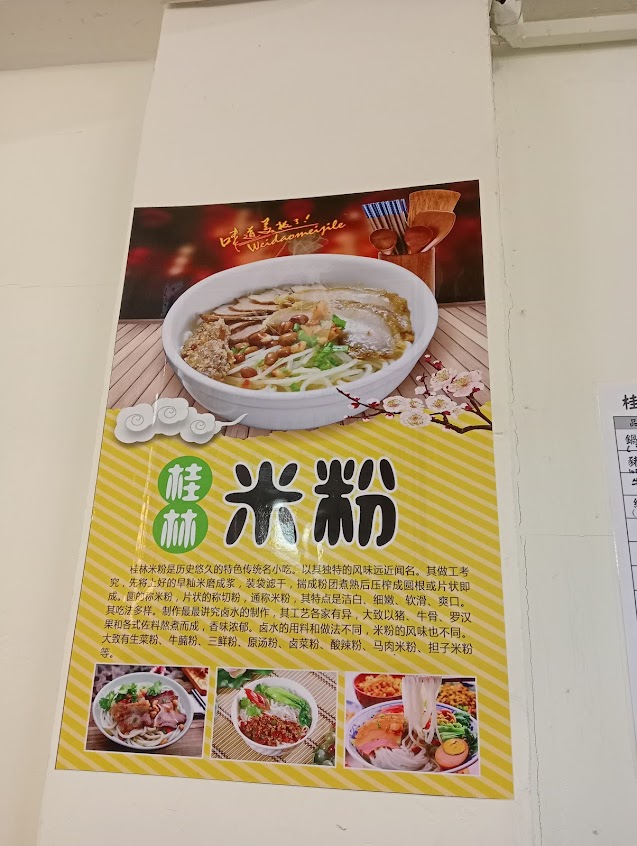 味道美极了!
Weidaomeijile
桂林
米粉
桂林米粉是历史悠久的特色传统名小吃。以其独特的风味远近闻名。其做工考
究，先将上好的早籼米磨成浆，装袋滤干，揣成粉团煮熟后压榨成圆根或片状即
成。圆的称米粉，片状的称切粉，通称米粉，其特点是洁白、细嫩、软滑、爽口。
其吃法多样。制作最最讲究卤水的制作，其工艺各家有异，大致以猪、牛骨、罗汉
果和各式佐料熬煮而成，香味浓郁。卤水的用料和做法不同，米粉的风味也不同。
大致有生菜粉、牛腩粉、三鲜粉、原汤粉、卤菜粉、酸辣粉、马肉米粉、担子米粉
等。
桂
品
鍋
豬
牛